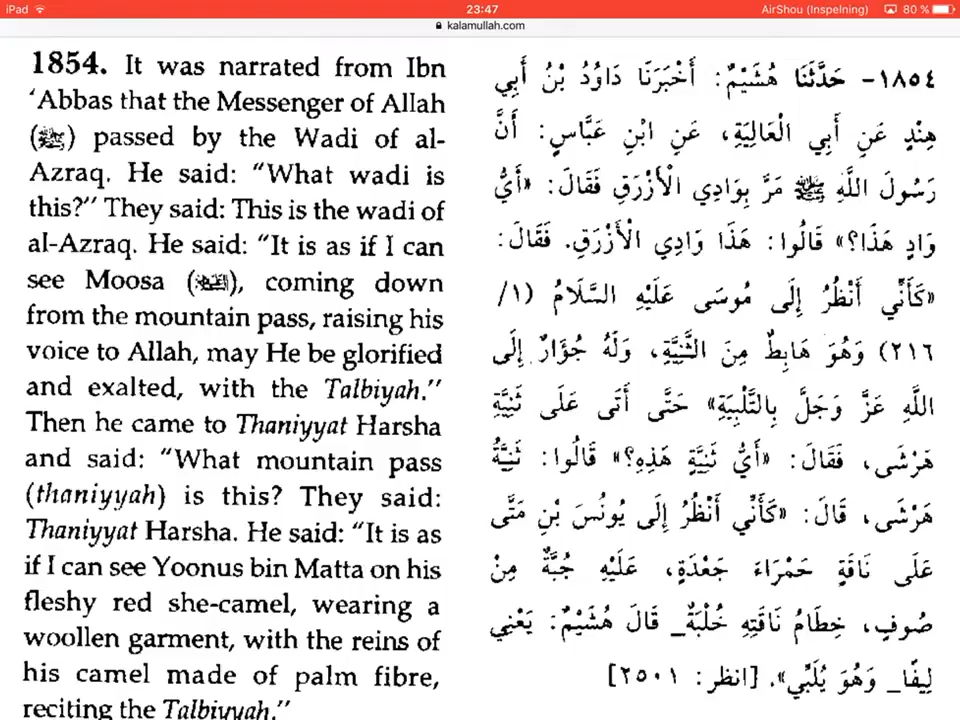 iPad
23:47
AirShou (Inspelning) 80 %
kalamullah.com
1854. It was narrated from Ibn
‘Abbas that the Messenger of Allah
(ﷺ) passed by the Wadi of al-
Azraq. He said: “What wadi is
this?” They said: This is the wadi of
al-Azraq. He said: “It is as if I can
see Moosa (), coming down
from the mountain pass, raising his
voice to Allah, may He be glorified
and exalted, with the Talbiyah.”
Then he came to Thaniyyat Harsha
and said: “What mountain pass
(thaniyyah) is this? They said:
Thaniyyat Harsha. He said: “It is as
if I can see Yoonus bin Matta on his
fleshy red she-camel, wearing a
woollen garment, with the reins of
his camel made of palm fibre,
reciting the Talbiyyah.”
١٨٥٤- حَدَّثَنَا هُشَيْمٌ: أَخْبَرَنَا دَاوُدُ بْنُ أَبِي
هِنْدٍ عَنِ أَبِي الْعَالِيَةِ، عَنِ ابْنِ عَبَّاسٍ: أَنَّ
رَسُولَ اللَّهِ ﷺ مَرَّ بِوَادِي الْأَزْرَقِ فَقَالَ: «أَيُّ
وَادٍ هَذَا؟» قَالُوا: هَذَا وَادِي الْأَزْرَقِ. فَقَالَ:
«كَأَنِّي أَنْظُرُ إِلَى مُوسَى عَلَيْهِ السَّلَامُ (١/
٢١٦) وَهُوَ هَابِطٌ مِنَ الثَّنِيَّةِ، وَلَهُ جُؤَارٌ إِلَى
اللَّهِ عَزَّ وَجَلَّ بِالتَّلْبِيَةِ» حَتَّى أَتَى عَلَى ثَنِيَّةِ
هَرْشَى، فَقَالَ: «أَيُّ ثَنِيَّةٍ هَذِهِ؟» قَالُوا: ثَنِيَّةُ
هَرْشَى، قَالَ: «كَأَنِّي أَنْظُرُ إِلَى يُونُسَ بْنِ مَتَّى
عَلَى نَاقَةٍ حَمْرَاءَ جَعْدَةٍ، عَلَيْهِ جُبَّةٌ مِنْ
صُوفٍ، خِطَامُ نَاقَتِهِ خُلْبَةٌ_ قَالَ هُشَيْمٌ: يَعْنِي
لِيفًا_ وَهُوَ يُلَبِّي». [انظر: ٢٥٠١]